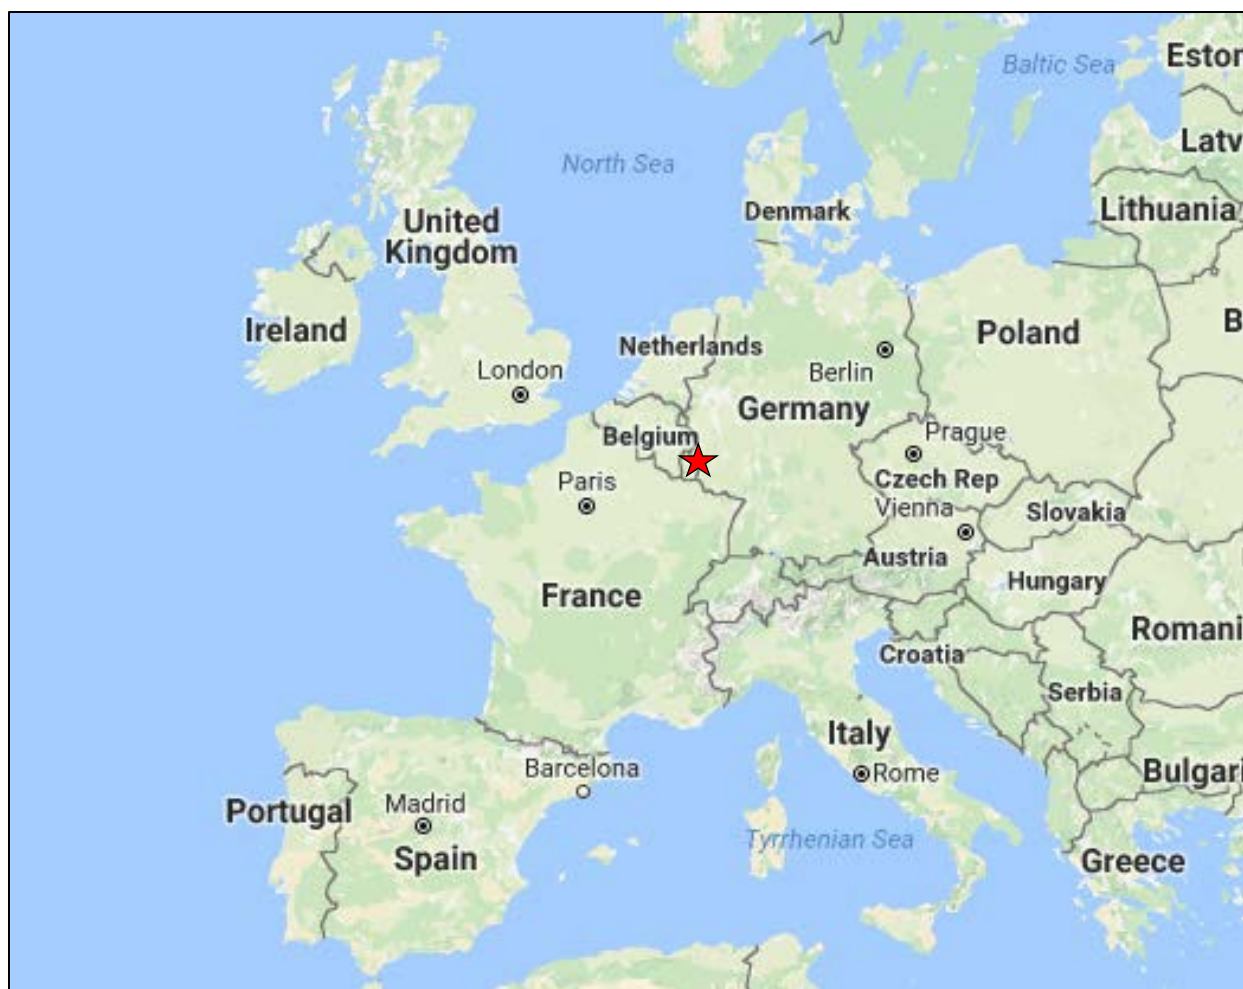 Baltic Sea
Estor
Latv
North Sea
Denmark
Lithuania
United
Kingdom
Ireland
Netherlands
Poland
B
London
Berlin
Germany
Belgium
Prague
Paris
Czech Rep
Vienna
Slovakia
Austria
Hungary
France
Romani
Croatia
Serbia
Italy
Barcelona
Rome
Bulgari
Portugal
Madrid
Tyrrhenian Sea
Spain
Greece